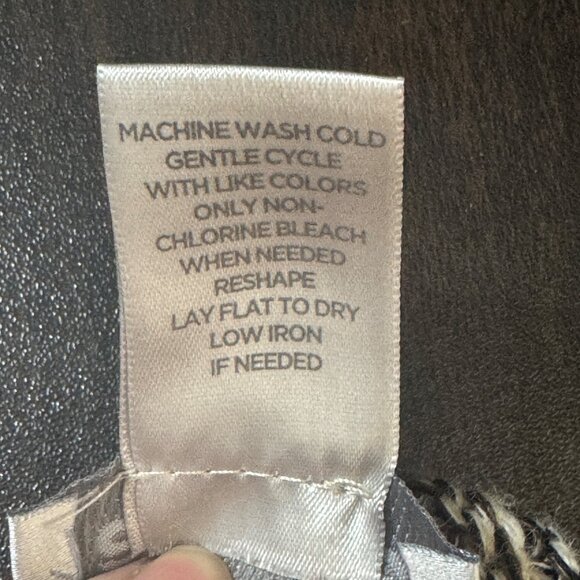 MACHINE WASH COLD
GENTLE CYCLE
WITH LIKE COLORS
ONLY NON-
CHLORINE BLEACH
WHEN NEEDED
RESHAPE
LAY FLAT TO DRY
LOW IRON
IF NEEDED